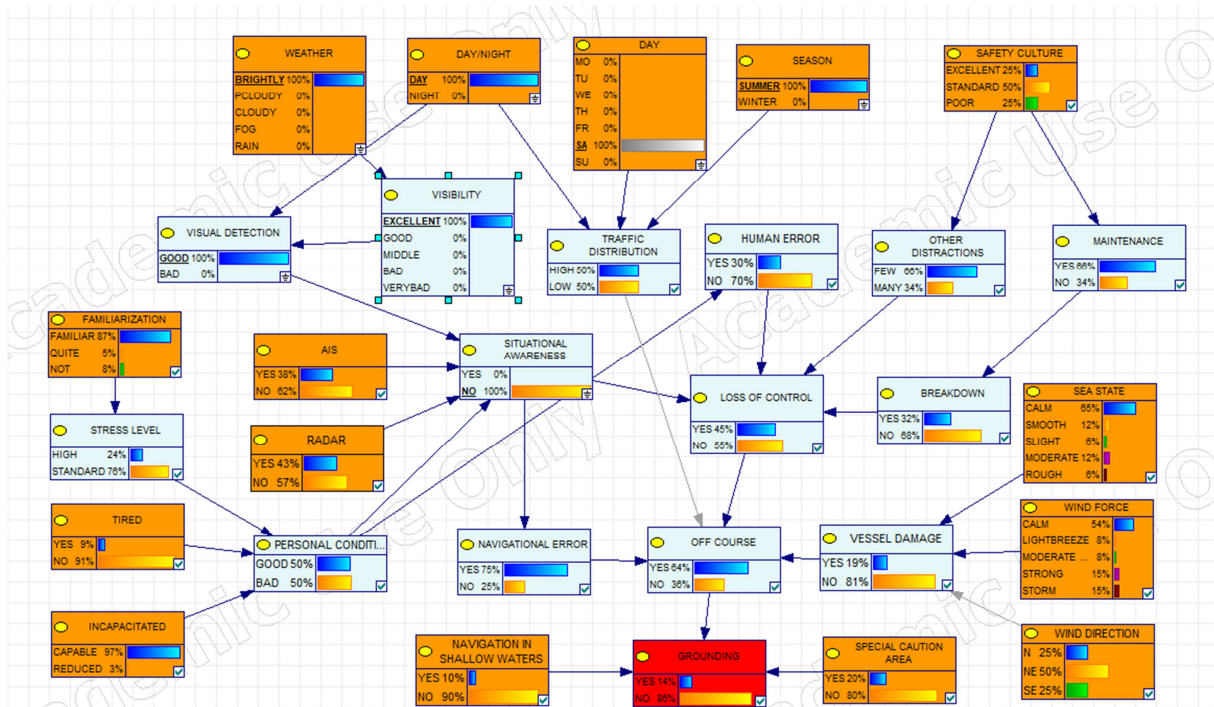 WEATHER
BRIGHTLY 100%
PCLOUDY 0%
CLOUDY 0%
FOG 0%
RAIN 0%
DAY/NIGHT
DAY 100%
NIGHT 0%
DAY
MO 0%
TU 0%
WE 0%
TH 0%
FR 0%
SA 100%
SU 0%
SEASON
SUMMER 100%
WINTER 0%
SAFETY CULTURE
EXCELLENT 25%
STANDARD 50%
POOR 25%
VISUAL DETECTION
GOOD 100%
BAD 0%
VISIBILITY
EXCELLENT 100%
GOOD 0%
MIDDLE 0%
BAD 0%
VERYBAD 0%
TRAFFIC
DISTRIBUTION
HIGH 50%
LOW 50%
HUMAN ERROR
YES 30%
NO 70%
OTHER
DISTRACTIONS
FEW 66%
MANY 34%
MAINTENANCE
YES 66%
NO 34%
FAMILIARIZATION
FAMILIAR 87%
QUITE 5%
NOT 8%
AIS
YES 38%
NO 62%
SITUATIONAL
AWARENESS
YES 0%
NO 100%
LOSS OF CONTROL
YES 45%
NO 55%
BREAKDOWN
YES 32%
NO 68%
SEA STATE
CALM 65%
SMOOTH 12%
SLIGHT 6%
MODERATE 12%
ROUGH 6%
STRESS LEVEL
HIGH 24%
STANDARD 76%
RADAR
YES 43%
NO 57%
TIRED
YES 9%
NO 91%
PERSONAL CONDITI...
GOOD 50%
BAD 50%
NAVIGATIONAL ERROR
YES 75%
NO 25%
OFF COURSE
YES 64%
NO 36%
VESSEL DAMAGE
YES 19%
NO 81%
WIND FORCE
CALM 54%
LIGHTBREEZE 8%
MODERATE ... 8%
STRONG 15%
STORM 15%
INCAPACITATED
CAPABLE 97%
REDUCED 3%
NAVIGATION IN
SHALLOW WATERS
YES 10%
NO 90%
GROUNDING
YES 14%
NO 86%
SPECIAL CAUTION
AREA
YES 20%
NO 80%
WIND DIRECTION
N 25%
NE 50%
SE 25%
Academic Use Only